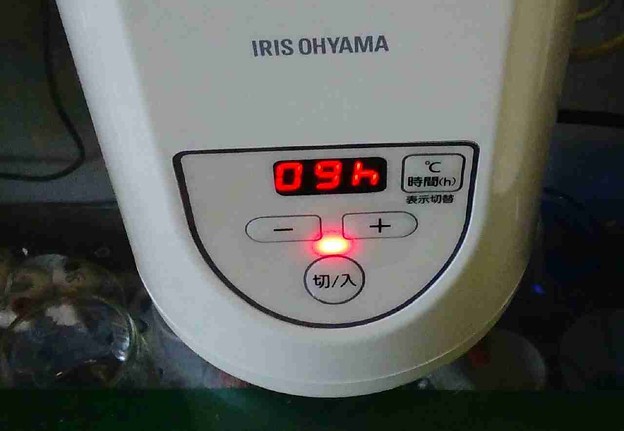 IRIS OHYAMA
09h
℃
時間(h)
表示切替
− +
切/入